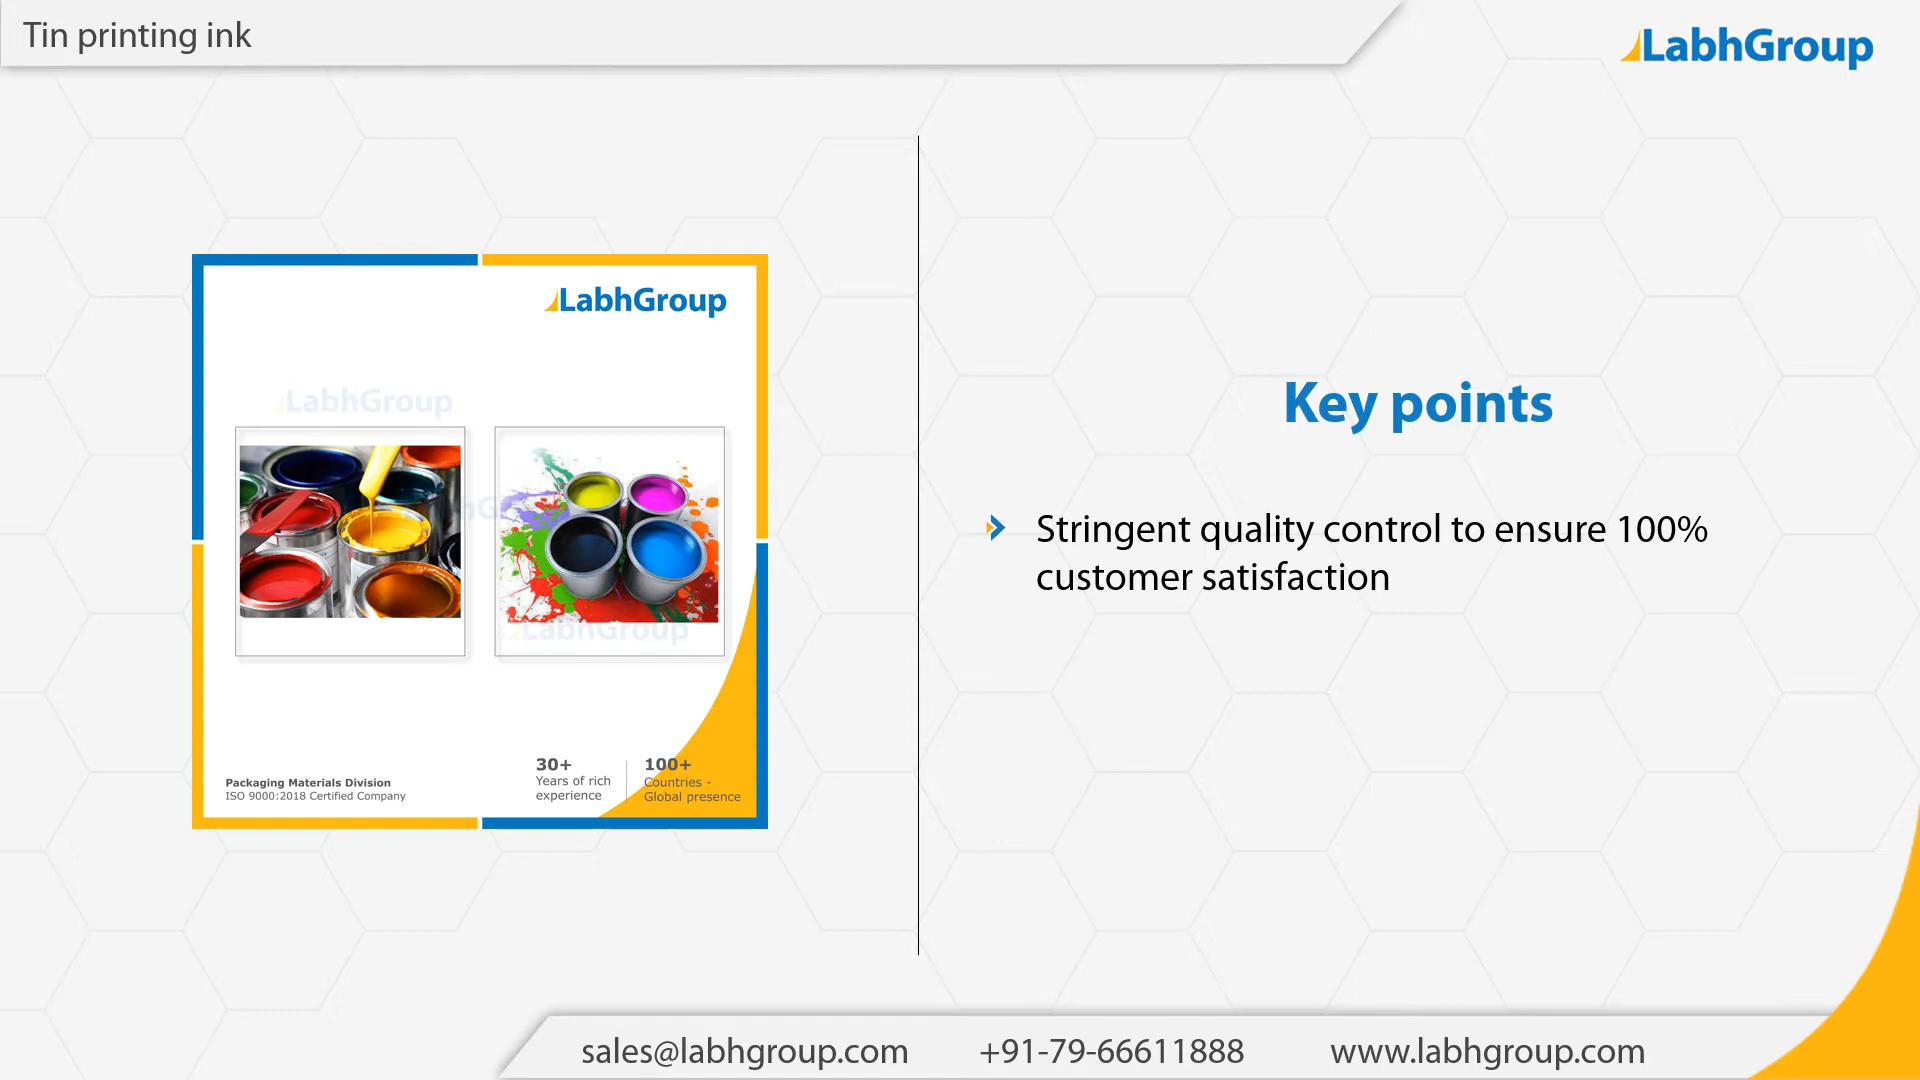 Tin printing ink
LabhGroup
LabhGroup
LabhGroup
LabhGroup
Packaging Materials Division
ISO 9000:2018 Certified Company
30+
Years of rich
experience
100+
Countries -
Global presence
Key points
Stringent quality control to ensure 100%
customer satisfaction
sales@labhgroup.com
+91-79-66611888
www.labhgroup.com